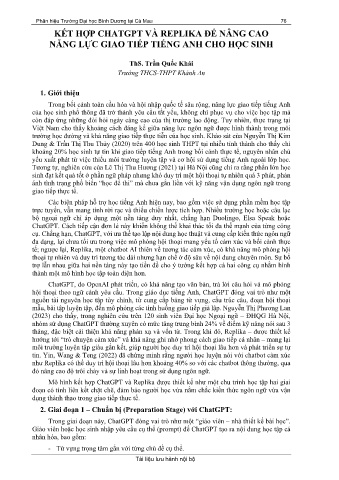 Phân hiệu Trường Đại học Bình Dương tại Cà Mau 76
KẾT HỢP CHATGPT VÀ REPLIKA ĐỂ NÂNG CAO
NĂNG LỰC GIAO TIẾP TIẾNG ANH CHO HỌC SINH
ThS. Trần Quốc Khải
Trường THCS-THPT Khánh An
1. Giới thiệu
Trong bối cảnh toàn cầu hóa và hội nhập quốc tế sâu rộng, năng lực giao tiếp tiếng Anh
của học sinh phổ thông đã trở thành yêu cầu tất yếu, không chỉ phục vụ cho việc học tập mà
còn đáp ứng những đòi hỏi ngày càng cao của thị trường lao động. Tuy nhiên, thực trạng tại
Việt Nam cho thấy khoảng cách đáng kể giữa năng lực ngôn ngữ được hình thành trong môi
trường học đường và khả năng giao tiếp thực tiễn của học sinh. Khảo sát của Nguyễn Thị Kim
Dung & Trần Thị Thu Thủy (2020) trên 400 học sinh THPT tại nhiều tỉnh thành cho thấy chỉ
khoảng 20% học sinh tự tin khi giao tiếp tiếng Anh trong bối cảnh thực tế, nguyên nhân chủ
yếu xuất phát từ việc thiếu môi trường luyện tập và cơ hội sử dụng tiếng Anh ngoài lớp học.
Tương tự, nghiên cứu của Lê Thị Thu Hương (2021) tại Hà Nội cũng chỉ ra rằng phần lớn học
sinh đạt kết quả tốt ở phần ngữ pháp nhưng khó duy trì một hội thoại tự nhiên quá 3 phút, phản
ánh tình trạng phổ biến "học để thi" mà chưa gắn liền với kỹ năng vận dụng ngôn ngữ trong
giao tiếp thực tế.
Các biện pháp hỗ trợ học tiếng Anh hiện nay, bao gồm việc sử dụng phần mềm học tập
trực tuyến, vẫn mang tính rời rạc và thiếu chiến lược tích hợp. Nhiều trường học hoặc câu lạc
bộ ngoại ngữ chỉ áp dụng một nền tảng duy nhất, chẳng hạn Duolingo, Elsa Speak hoặc
ChatGPT. Cách tiếp cận đơn lẻ này khiến không thể khai thác tối đa thế mạnh của từng công
cụ. Chẳng hạn, ChatGPT, với ưu thế tạo lập nội dung học thuật và cung cấp kiến thức ngôn ngữ
đa dạng, lại chưa tối ưu trong việc mô phỏng hội thoại mang yếu tố cảm xúc và bối cảnh thực
tế; ngược lại, Replika, một chatbot AI thiên về tương tác cảm xúc, có khả năng mô phỏng hội
thoại tự nhiên và duy trì tương tác dài nhưng hạn chế ở độ sâu về nội dung chuyên môn. Sự bổ
trợ lẫn nhau giữa hai nền tảng này tạo tiền đề cho ý tưởng kết hợp cả hai công cụ nhằm hình
thành một mô hình học tập toàn diện hơn.
ChatGPT, do OpenAI phát triển, có khả năng tạo văn bản, trả lời câu hỏi và mô phỏng
hội thoại theo ngữ cảnh yêu cầu. Trong giáo dục tiếng Anh, ChatGPT đóng vai trò như một
nguồn tài nguyên học tập tùy chỉnh, từ cung cấp từ vựng, cấu trúc câu, đoạn hội thoại
mẫu, bài tập luyện tập, đến mô phỏng các tình huống giao tiếp giả lập. Nguyễn Thị Phương Lan
(2023) cho thấy, trong nghiên cứu trên 120 sinh viên Đại học Ngoại ngữ – ĐHQG Hà Nội,
nhóm sử dụng ChatGPT thường xuyên có mức tăng trung bình 24% về điểm kỹ năng nói sau 3
tháng, đặc biệt cải thiện khả năng phản xạ và vốn từ. Trong khi đó, Replika – được thiết kế
hướng tới "trò chuyện cảm xúc" và khả năng ghi nhớ phong cách giao tiếp cá nhân – mang lại
môi trường luyện tập giàu gắn kết, giúp người học duy trì hội thoại lâu hơn và phát triển sự tự
tin. Yin, Wang & Teng (2022) đã chứng minh rằng người học luyện nói với chatbot cảm xúc
như Replika có thể duy trì hội thoại lâu hơn khoảng 40% so với các chatbot thông thường, qua
đó nâng cao độ trôi chảy và sự linh hoạt trong sử dụng ngôn ngữ.
Mô hình kết hợp ChatGPT và Replika được thiết kế như một chu trình học tập hai giai
đoạn có tính liên kết chặt chẽ, đảm bảo người học vừa nắm chắc kiến thức ngôn ngữ vừa vận
dụng thành thạo trong giao tiếp thực tế.
2. Giai đoạn 1 – Chuẩn bị (Preparation Stage) với ChatGPT:
Trong giai đoạn này, ChatGPT đóng vai trò như một "giáo viên – nhà thiết kế bài học".
Giáo viên hoặc học sinh nhập yêu cầu cụ thể (prompt) để ChatGPT tạo ra nội dung học tập cá
nhân hóa, bao gồm:
- Từ vựng trọng tâm gắn với từng chủ đề cụ thể.
Tài liệu lưu hành nội bộ